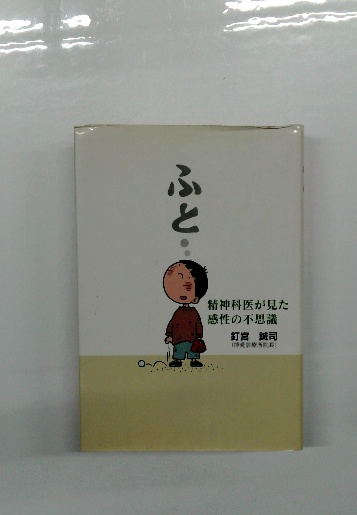 ふと・・
精神科医が見た
感性の不思議
釘宮 誠司